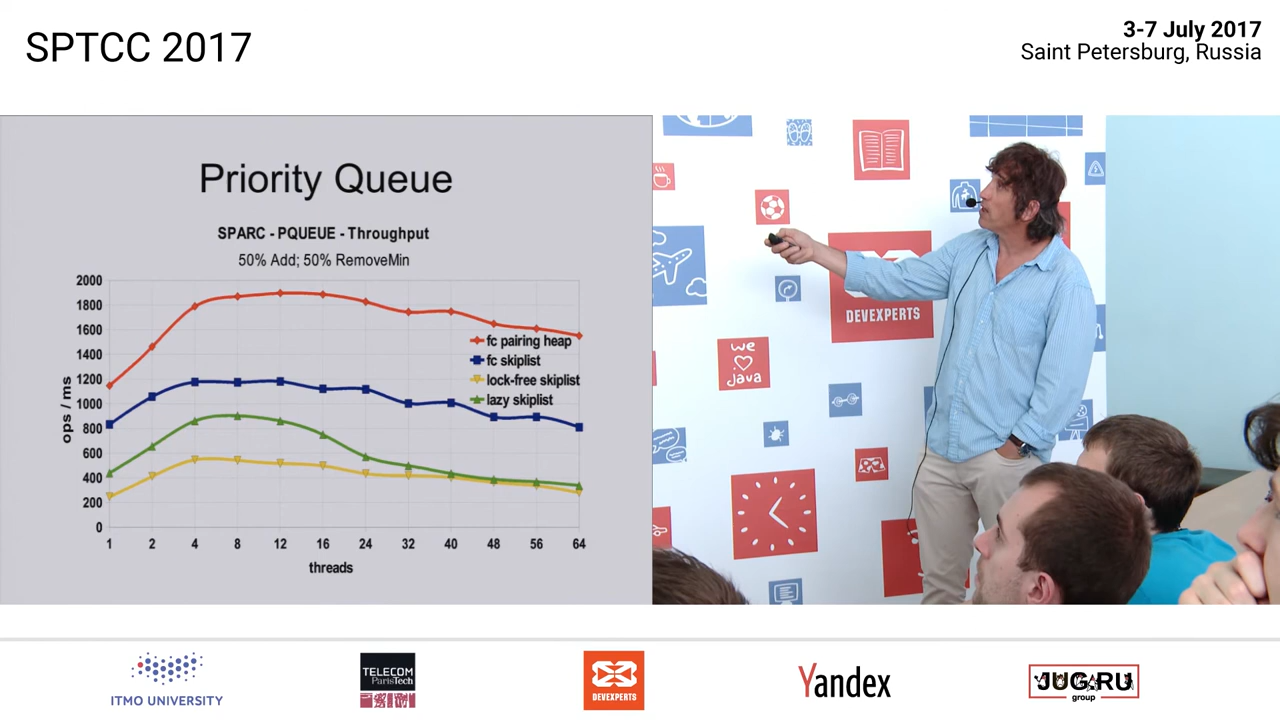 SPTCC 2017
3-7 July 2017
Saint Petersburg, Russia
Priority Queue
SPARC - PQUEUE - Throughput
50% Add; 50% RemoveMin
2000
1800
1600
1400
1200
1000
800
600
400
200
0
ops / ms
fc pairing heap
fc skiplist
lock-free skiplist
lazy skiplist
1 2 4 8 12 16 24 32 40 48 56 64
threads
DEVEXPERTS
we
java
ITMO UNIVERSITY
TELECOM
ParisTech
DEVEXPERTS
Yandex
JUG.RU
group